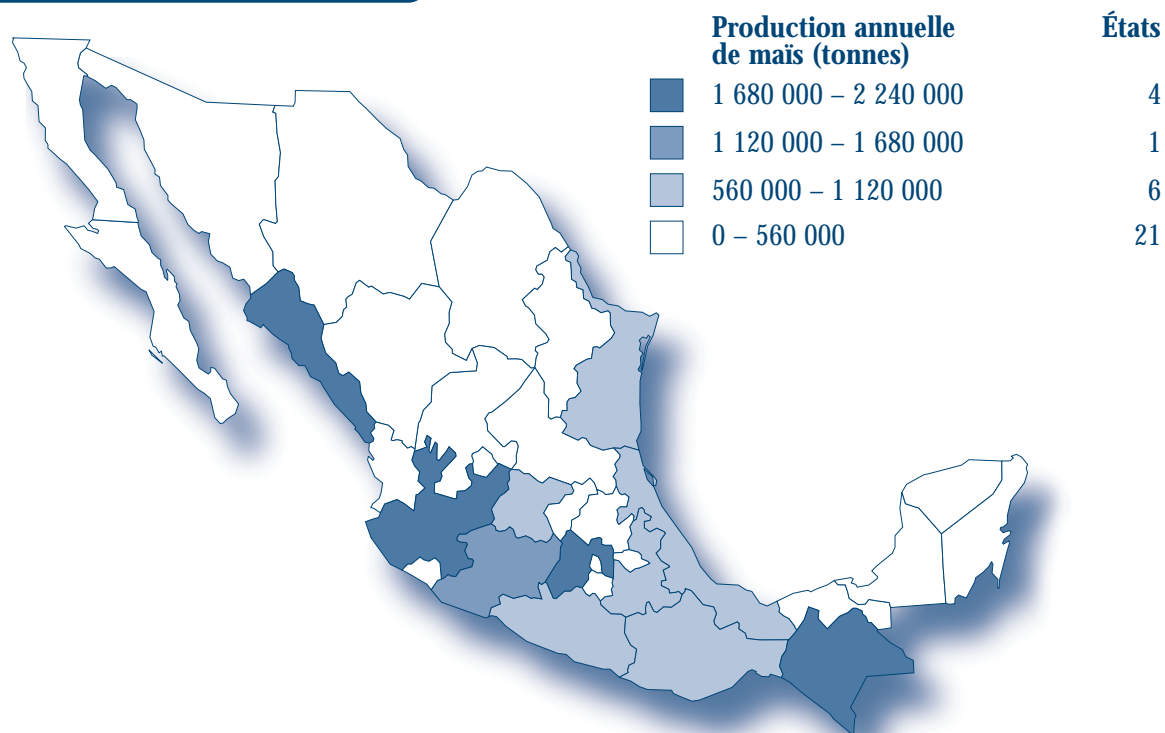 Production annuelle États
de maïs (tonnes)
1 680 000 – 2 240 000 4
1 120 000 – 1 680 000 1
560 000 – 1 120 000 6
0 – 560 000 21